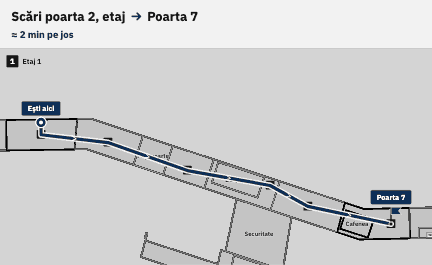 Scări poarta 2, etaj → Poarta 7
≈ 2 min pe jos
1 Etaj 1
Ești aici
Poarta 7
Cafenea
Securitate